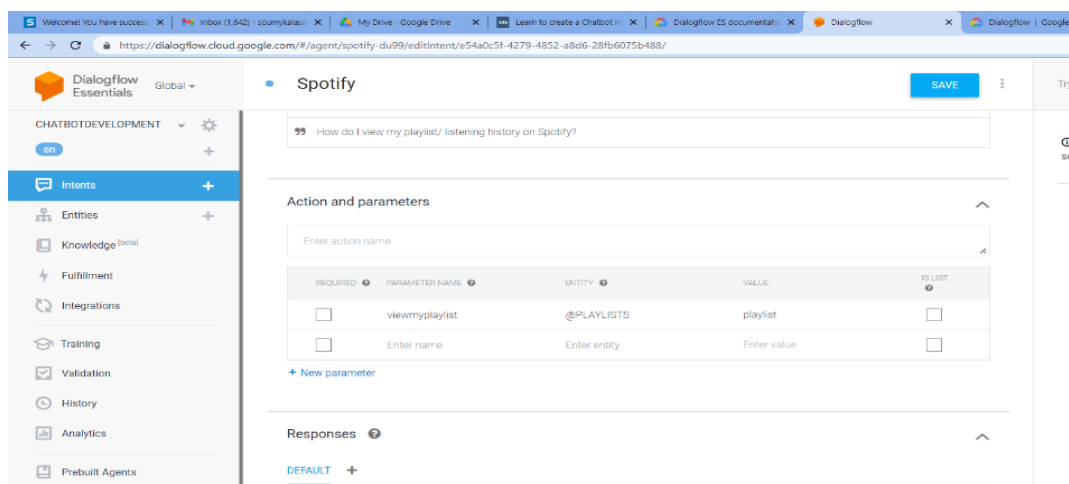 Welcome! You have success
Inbox (1,642) - soumykalasa
My Drive - Google Drive
Learn to create a Chatbot in
Dialogflow ES documentatio
Dialogflow
Dialogflow | Google
https://dialogflow.cloud.google.com/#/agent/spotify-du99/editIntent/e54a0c5f-4279-4852-a8d6-28fb6075b488/
Dialogflow
Essentials
Global
Spotify
SAVE
Try
CHATBOTDEVELOPMENT
en
How do I view my playlist/ listening history on Spotify?
Intents
Entities
Knowledge [beta]
Fulfillment
Integrations
Training
Validation
History
Analytics
Prebuilt Agents
Action and parameters
Enter action name
REQUIRED PARAMETER NAME ENTITY VALUE IS LIST
viewmyplaylist @PLAYLISTS playlist
Enter name Enter entity Enter value
+ New parameter
Responses
DEFAULT +